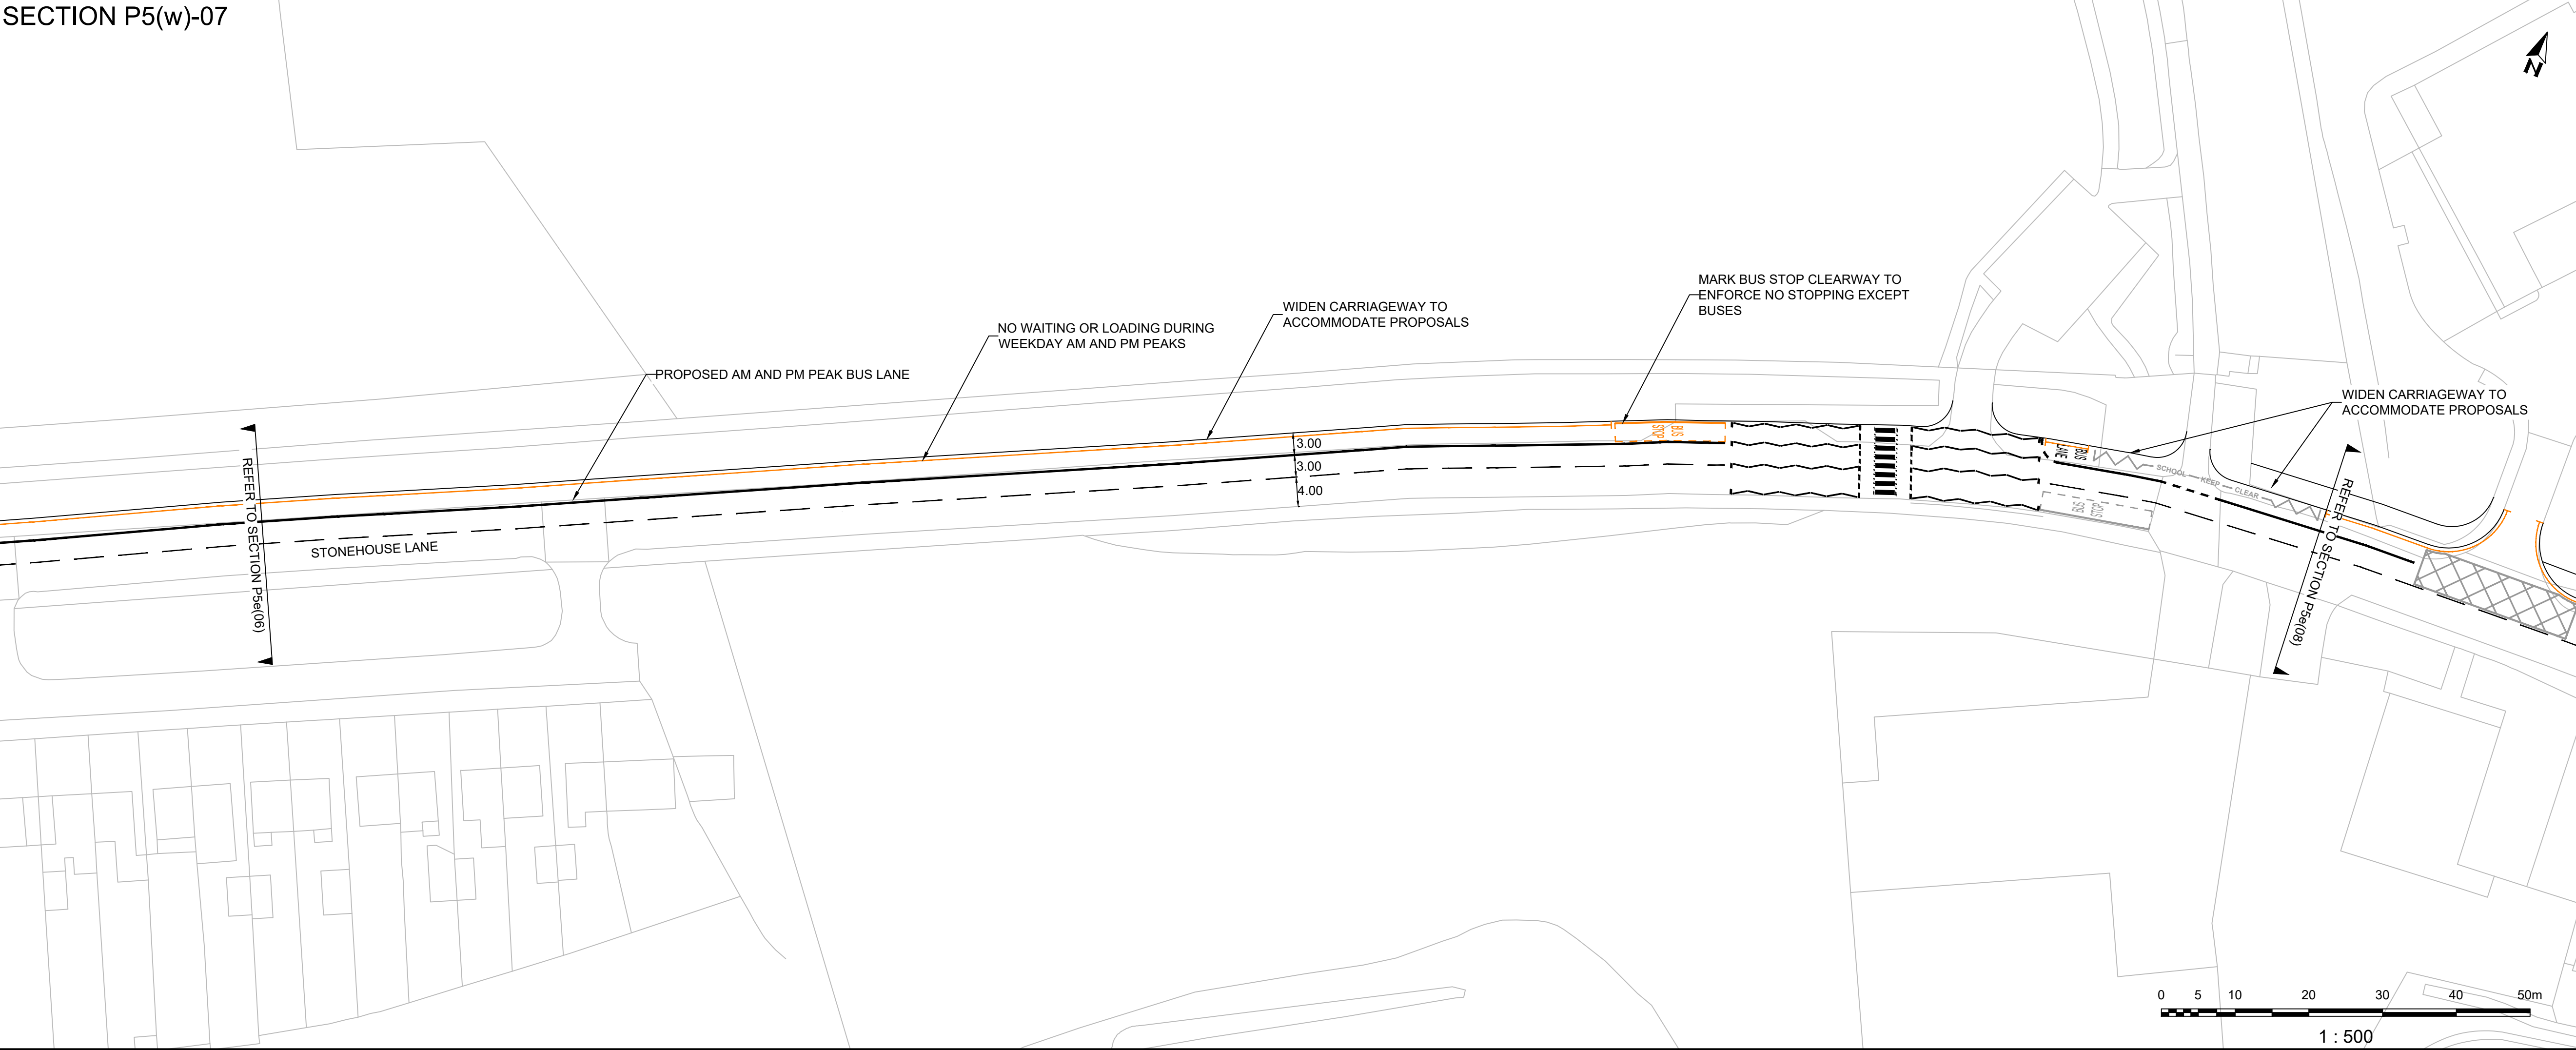 SECTION P5(w)-07
N
MARK BUS STOP CLEARWAY TO
ENFORCE NO STOPPING EXCEPT
BUSES
WIDEN CARRIAGEWAY TO
ACCOMMODATE PROPOSALS
NO WAITING OR LOADING DURING
WEEKDAY AM AND PM PEAKS
PROPOSED AM AND PM PEAK BUS LANE
WIDEN CARRIAGEWAY TO
ACCOMMODATE PROPOSALS
REFER TO SECTION P5e(06)
STONEHOUSE LANE
3.00
3.00
4.00
BUS
STOP
BUS
LANE
SCHOOL KEEP CLEAR
BUS
STOP
REFER TO SECTION P5e(08)
0 5 10 20 30 40 50m
1 : 500